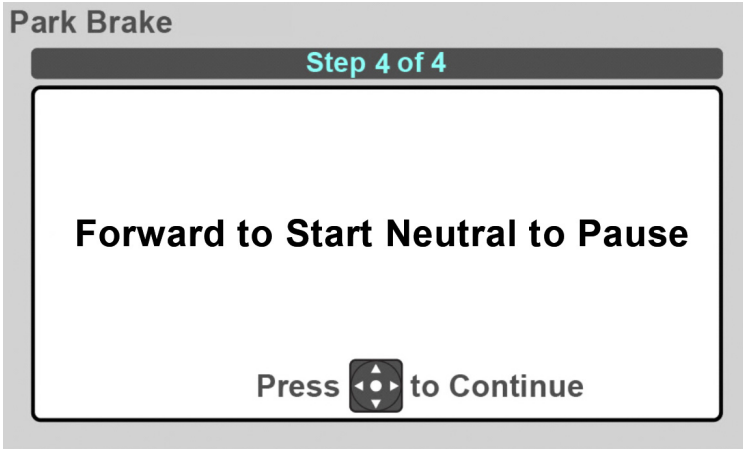 Park Brake
Step 4 of 4
Forward to Start Neutral to Pause
Press to Continue